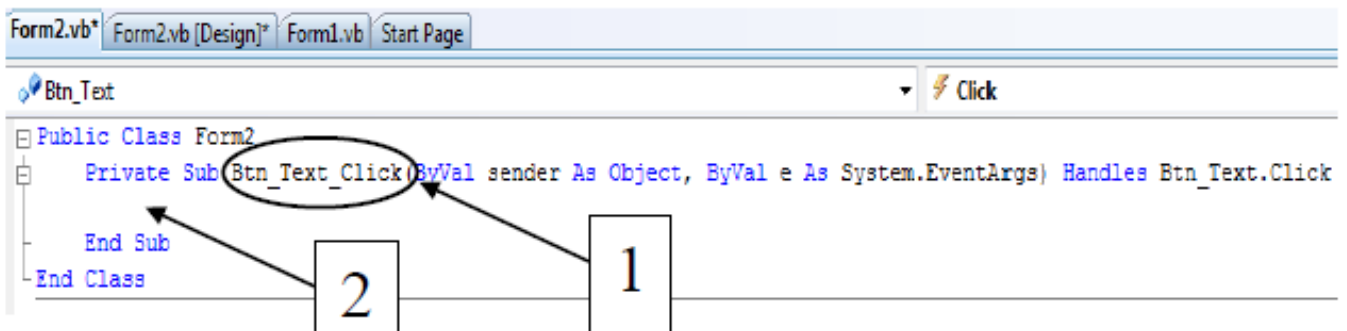 Form2.vb* Form2.vb [Design]* Form1.vb Start Page
Btn_Text Click
Public Class Form2
Private Sub Btn_Text_Click(ByVal sender As Object, ByVal e As System.EventArgs) Handles Btn_Text.Click
End Sub
End Class
2 1